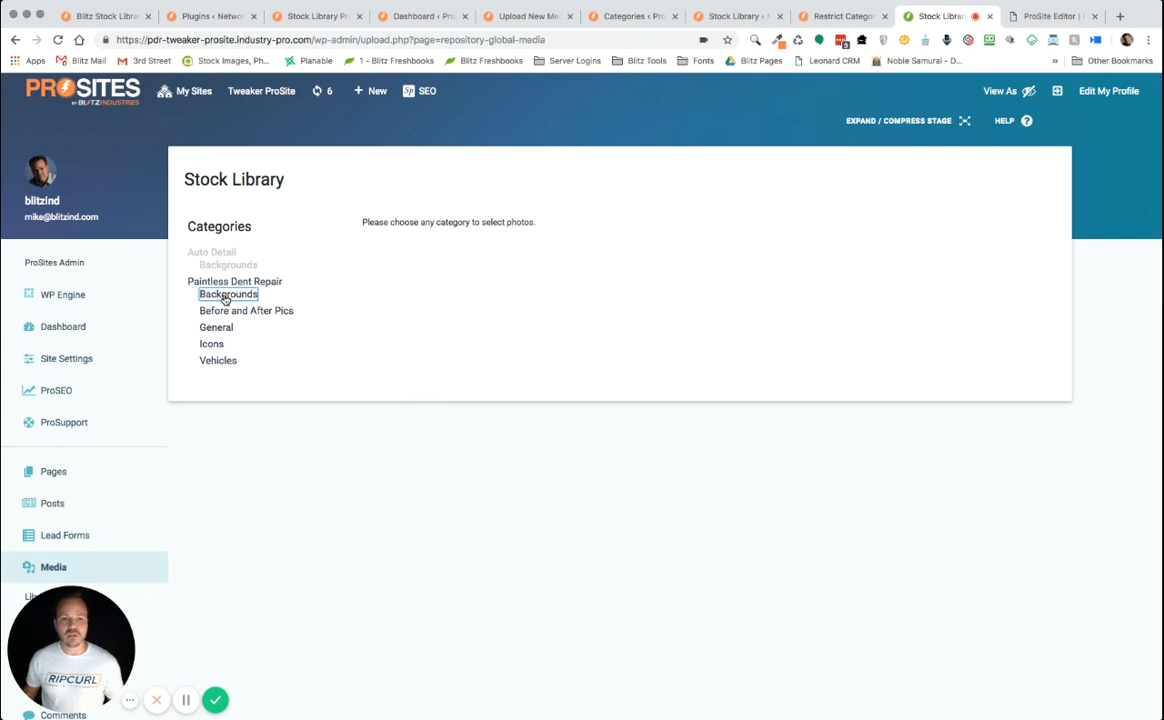 Blitz Stock Libra
Plugins ‹ Networ
Stock Library Pr
Dashboard ‹ Pro
Upload New Me
Categories ‹ Pro
Stock Library ‹ N
Restrict Categor
Stock Librar
ProSite Editor |
https://pdr-tweaker-prosite.industry-pro.com/wp-admin/upload.php?page=repository-global-media
Apps
Blitz Mail
3rd Street
Stock Images, Ph...
Planable
1 - Blitz Freshbooks
Blitz Freshbooks
Server Logins
Blitz Tools
Fonts
Blitz Pages
Leonard CRM
Noble Samurai - D...
»
Other Bookmarks
PROSITES
BY BLITZINDUSTRIES
My Sites
Tweaker ProSite
6
+ New
SEO
View As
Edit My Profile
EXPAND / COMPRESS STAGE
HELP ?
blitzind
mike@blitzind.com
ProSites Admin
WP Engine
Dashboard
Site Settings
ProSEO
ProSupport
Pages
Posts
Lead Forms
Media
Comments
Stock Library
Categories
Auto Detail
Backgrounds
Paintless Dent Repair
Backgrounds
Before and After Pics
General
Icons
Vehicles
Please choose any category to select photos.
RIPCURL